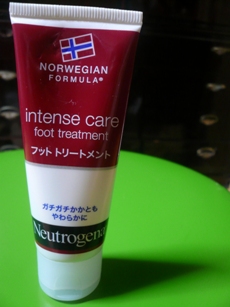 NORWEGIAN
FORMULA®
intense care
foot treatment
フット トリートメント
ガチガチかかとも
やわらかに
Neutrogena